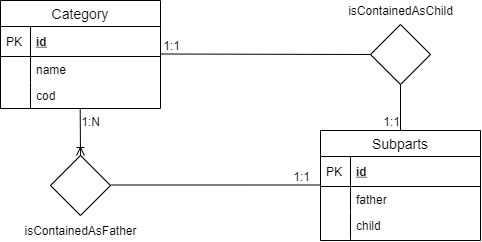 isContainedAsChild
Category
PK id
name
cod
1:1
1:N
1:1
Subparts
PK id
father
child
1:1
isContainedAsFather